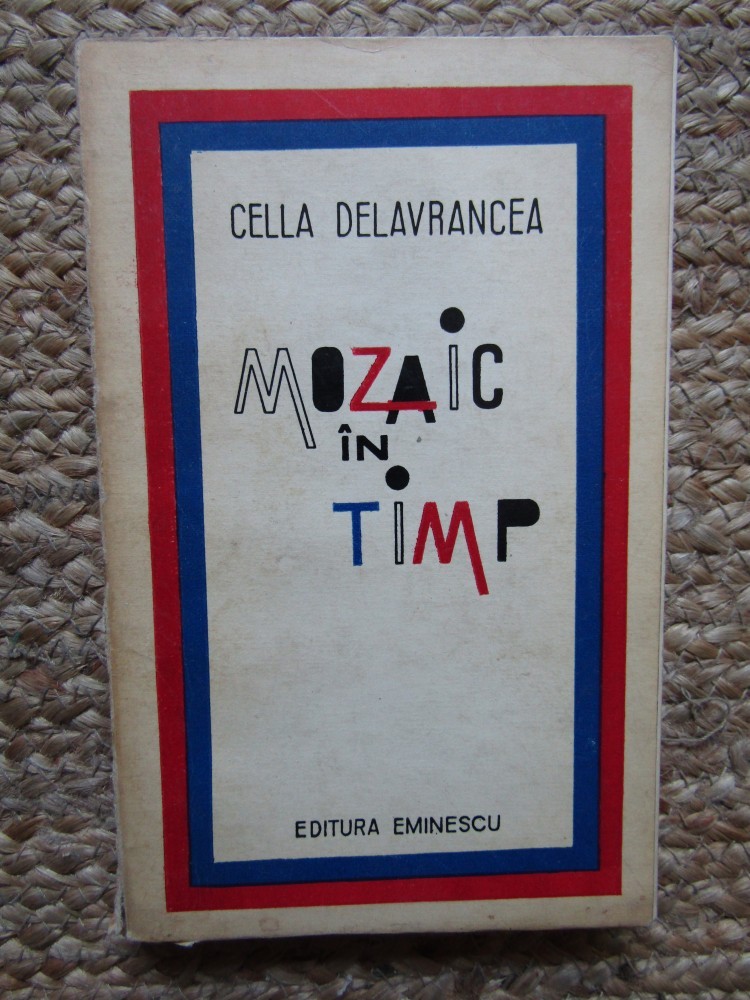 CELLA DELAVRANCEA
MOZAIC
ÎN
TIMP
EDITURA EMINESCU